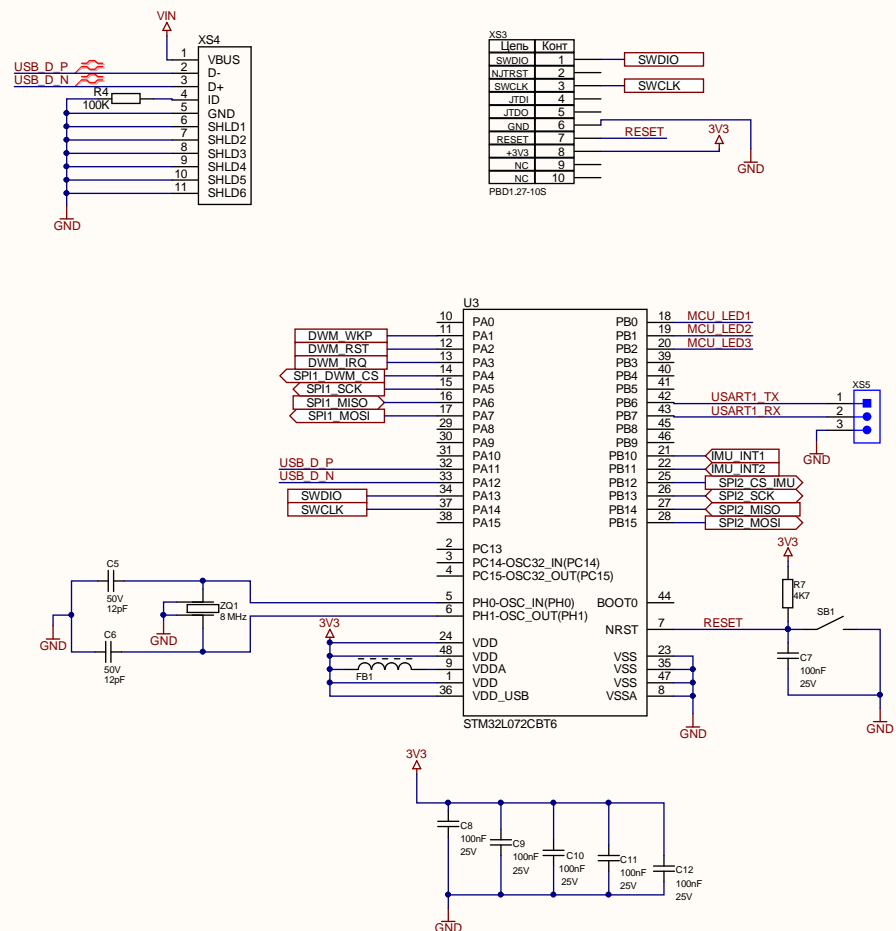 VIN
XS4
1 VBUS
USB_D_P 2 D-
USB_D_N 3 D+
R4 4 ID
100K 5 GND
6 SHLD1
7 SHLD2
8 SHLD3
9 SHLD4
10 SHLD5
11 SHLD6
GND
XS3
Цепь Конт
SWDIO 1 SWDIO
NJTRST 2
SWCLK 3 SWCLK
JTDI 4
JTDO 5
GND 6
RESET 7 RESET
+3V3 8 3V3
NC 9 GND
NC 10
PBD1.27-10S
U3
10 PA0 PB0 18 MCU_LED1
DWM_WKP 11 PA1 PB1 19 MCU_LED2
DWM_RST 12 PA2 PB2 20 MCU_LED3
DWM_IRQ 13 PA3 PB3 39
SPI1_DWM_CS 14 PA4 PB4 40
SPI1_SCK 15 PA5 PB5 41
SPI1_MISO 16 PA6 PB6 42 USART1_TX 1
SPI1_MOSI 17 PA7 PB7 43 USART1_RX 2
29 PA8 PB8 45 3
30 PA9 PB9 46
XS5
GND
31 PA10 PB10 21 IMU_INT1
USB_D_P 32 PA11 PB11 22 IMU_INT2
USB_D_N 33 PA12 PB12 25 SPI2_CS_IMU
SWDIO 34 PA13 PB13 26 SPI2_SCK
SWCLK 37 PA14 PB14 27 SPI2_MISO
38 PA15 PB15 28 SPI2_MOSI
2 PC13
3 PC14-OSC32_IN(PC14)
4 PC15-OSC32_OUT(PC15)
5 PH0-OSC_IN(PH0) BOOT0 44
6 PH1-OSC_OUT(PH1)
NRST 7 RESET
24 VDD
48 VDD VSS 23
9 VDDA VSS 35
1 VDD VSS 47
36 VDD_USB VSSA 8
STM32L072CBT6
GND
C5
50V
12pF
ZQ1
8 MHz
GND
GND
C6
50V
12pF
3V3
FB1
3V3
R7
4K7
SB1
C7
100nF
25V
GND
3V3
C8
100nF
25V
C9
100nF
25V
C10
100nF
25V
C11
100nF
25V
C12
100nF
25V
GND